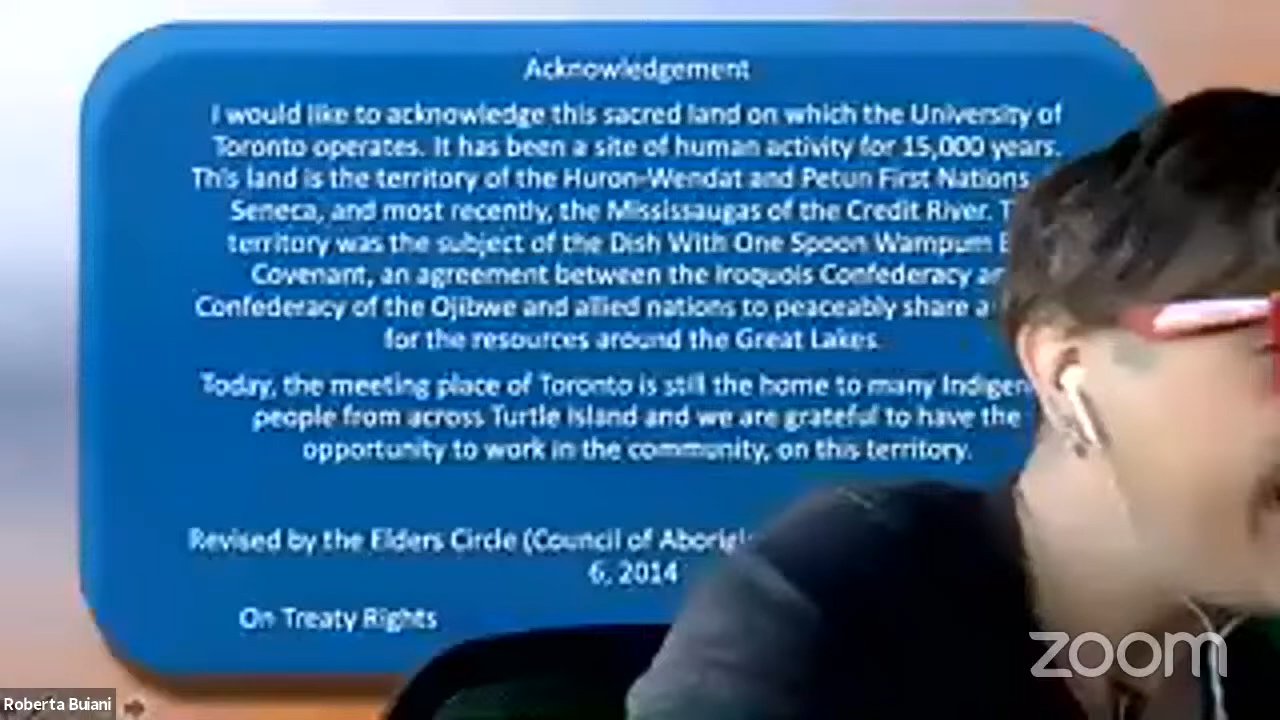 Acknowledgement
I would like to acknowledge this sacred land on which the University of
Toronto operates. It has been a site of human activity for 15,000 years.
This land is the territory of the Huron-Wendat and Petun First Nations
Seneca, and most recently, the Mississaugas of the Credit River.
territory was the subject of the Dish With One Spoon Wampum
Covenant, an agreement between the Iroquois Confederacy
Confederacy of the Ojibwe and allied nations to peaceably share a
for the resources around the Great Lakes.
Today, the meeting place of Toronto is still the home to many
people from across Turtle Island and we are grateful to have the
opportunity to work in the community, on this territory.
Revised by the Elders Circle (Council of
6, 2014
On Treaty Rights
zoom
Roberta Buiani